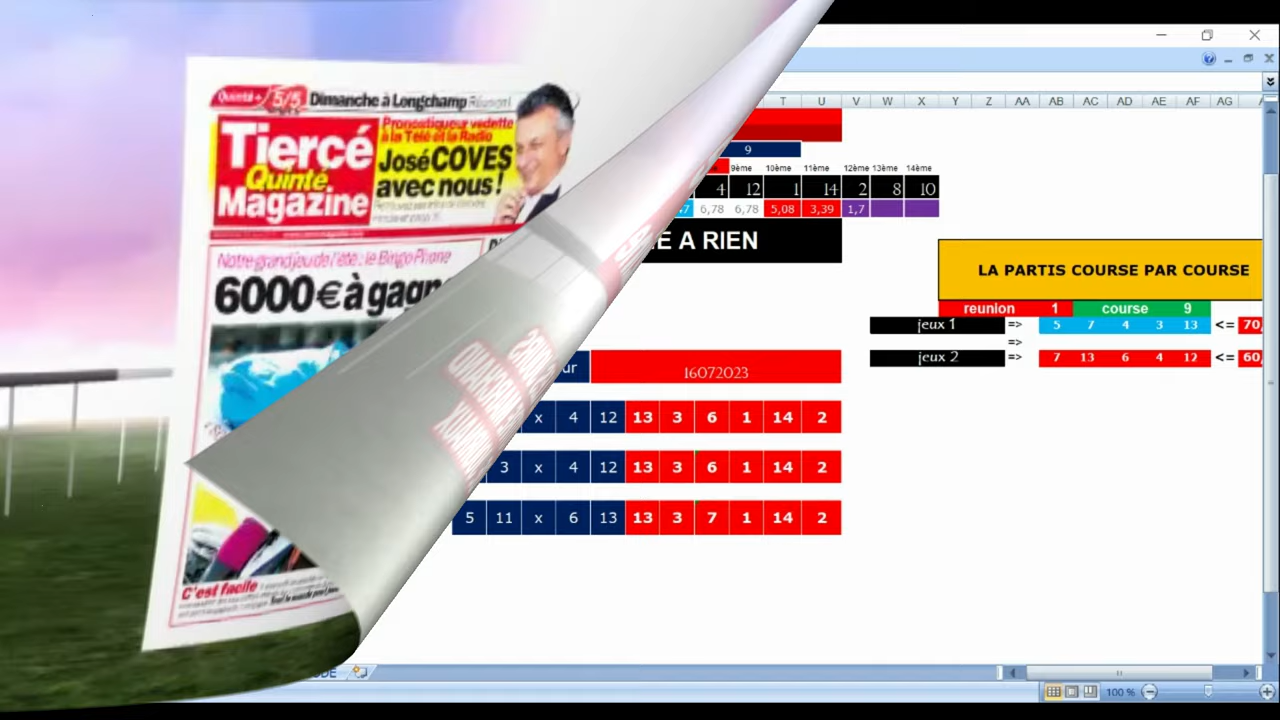 Quinté+ 5/5 Dimanche à Longchamp Réunion 1
Tiercé
Quinté
Magazine
Pronostiqueur vedette
à la Télé et la Radio
José COVES
avec nous !
Notre grand jeu de l'été : le Bingo Phone
6000 € à gagn
C'est facile
T U V W X Y Z AA AB AC AD AE AF AG
9
9ème 10ème 11ème 12ème 13ème 14ème
4 12 1 14 2 8 10
6,78 6,78 5,08 3,39 1,7
E A RIEN
LA PARTIS COURSE PAR COURSE
reunion 1 course 9
jeux 1 => 5 7 4 3 13 <= 70,
=>
jeux 2 => 7 13 6 4 12 <= 60,
ur 16072023
x 4 12 13 3 6 1 14 2
3 x 4 12 13 3 6 1 14 2
5 11 x 6 13 13 3 7 1 14 2
100 %